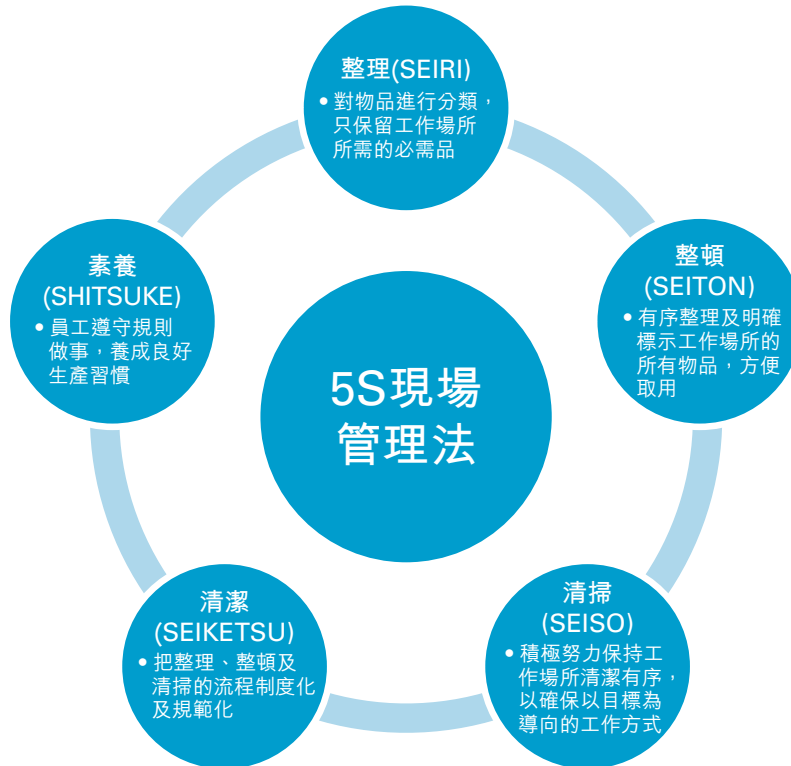 整理(SEIRI)
• 對物品進行分類，
只保留工作場所
所需的必需品
整頓
(SEITON)
• 有序整理及明確
標示工作場所的
所有物品，方便
取用
清掃
(SEISO)
• 積極努力保持工
作場所清潔有序，
以確保以目標為
導向的工作方式
清潔
(SEIKETSU)
• 把整理、整頓及
清掃的流程制度化
及規範化
素養
(SHITSUKE)
• 員工遵守規則
做事，養成良好
生產習慣
5S現場
管理法